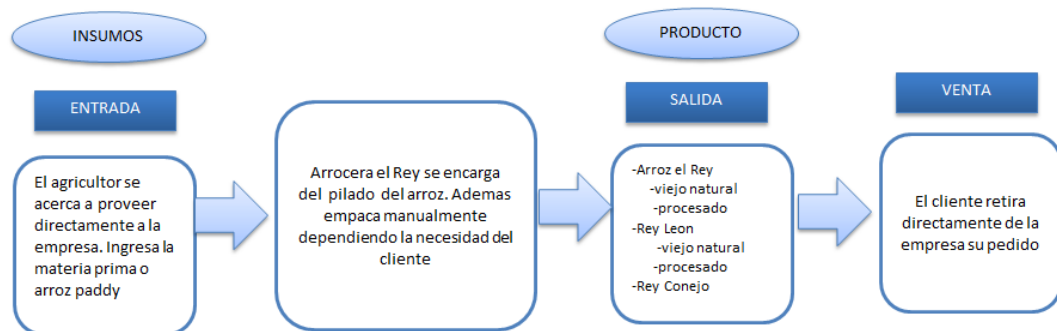 INSUMOS
PRODUCTO
ENTRADA
SALIDA
VENTA
El agricultor se
acerca a proveer
directamente a la
empresa. Ingresa la
materia prima o
arroz paddy
Arrocera el Rey se encarga
del pilado del arroz. Ademas
empaca manualmente
dependiendo la necesidad del
cliente
-Arroz el Rey
-viejo natural
-procesado
-Rey Leon
-viejo natural
-procesado
-Rey Conejo
El cliente retira
directamente de la
empresa su pedido